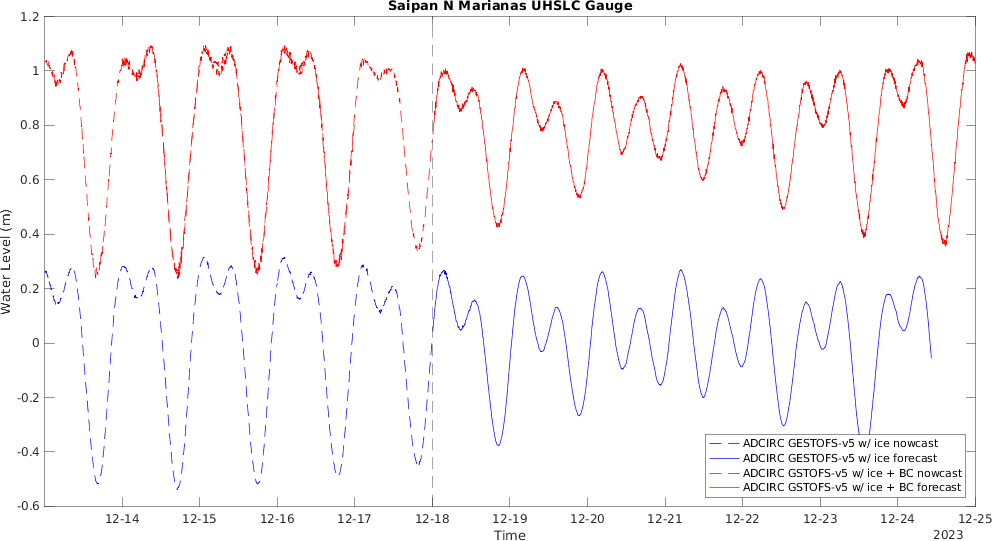 Saipan N Marianas UHSLC Gauge
Water Level (m)
1.2
1
0.8
0.6
0.4
0.2
0
-0.2
-0.4
-0.6
ADCIRC GESTOFS-v5 w/ ice nowcast
ADCIRC GESTOFS-v5 w/ ice forecast
ADCIRC GSTOFS-v5 w/ ice + BC nowcast
ADCIRC GSTOFS-v5 w/ ice + BC forecast
12-14 12-15 12-16 12-17 12-18 12-19 12-20 12-21 12-22 12-23 12-24 12-25
Time
2023